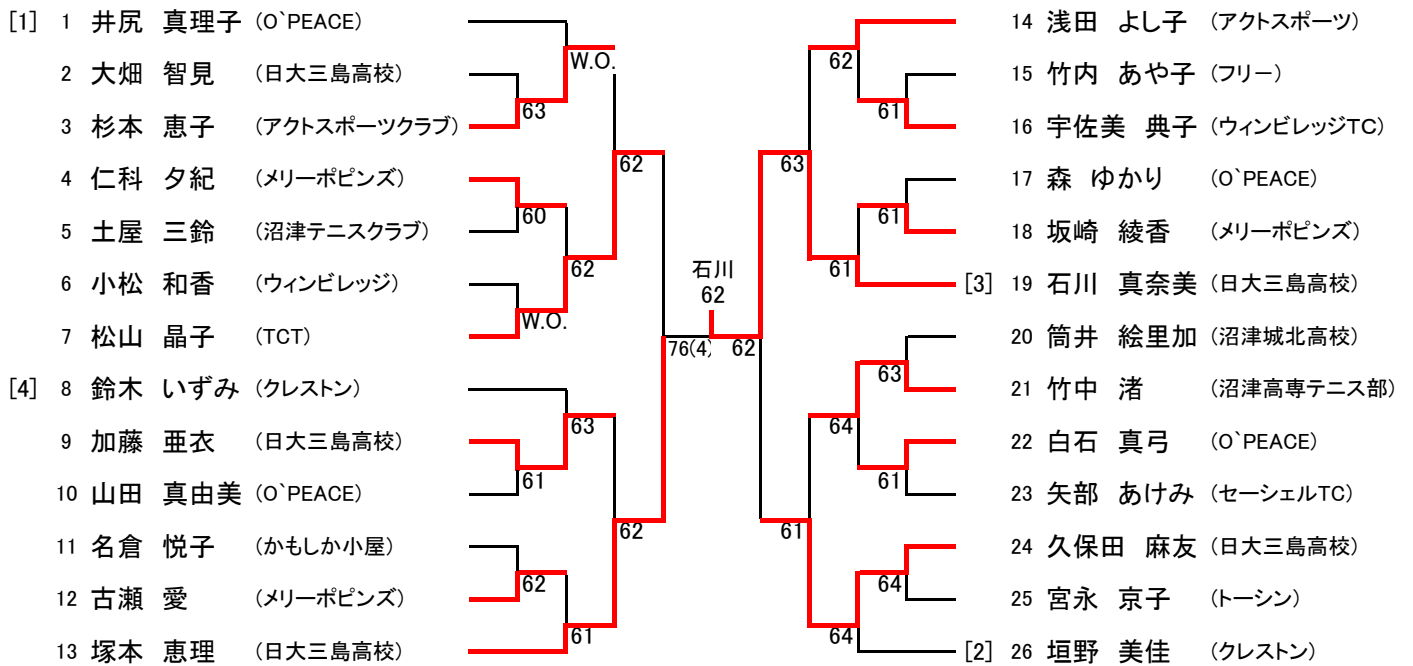 [1] 1 井尻 真理子 (O`PEACE)
2 大畑 智見 (日大三島高校)
3 杉本 恵子 (アクトスポーツクラブ)
4 仁科 夕紀 (メリーポピンズ)
5 土屋 三鈴 (沼津テニスクラブ)
6 小松 和香 (ウィンビレッジ)
7 松山 晶子 (TCT)
[4] 8 鈴木 いずみ (クレストン)
9 加藤 亜衣 (日大三島高校)
10 山田 真由美 (O`PEACE)
11 名倉 悦子 (かもしか小屋)
12 古瀬 愛 (メリーポピンズ)
13 塚本 恵理 (日大三島高校)
W.O.
63
62
60
62
W.O.
63
61
62
62
61
76(4)
石川
62
62
62
61
63
61
61
63
64
61
61
64
64
14 浅田 よし子 (アクトスポーツ)
15 竹内 あや子 (フリー)
16 宇佐美 典子 (ウィンビレッジTC)
17 森 ゆかり (O`PEACE)
18 坂崎 綾香 (メリーポピンズ)
[3] 19 石川 真奈美 (日大三島高校)
20 筒井 絵里加 (沼津城北高校)
21 竹中 渚 (沼津高専テニス部)
22 白石 真弓 (O`PEACE)
23 矢部 あけみ (セーシェルTC)
24 久保田 麻友 (日大三島高校)
25 宮永 京子 (トーシン)
[2] 26 垣野 美佳 (クレストン)